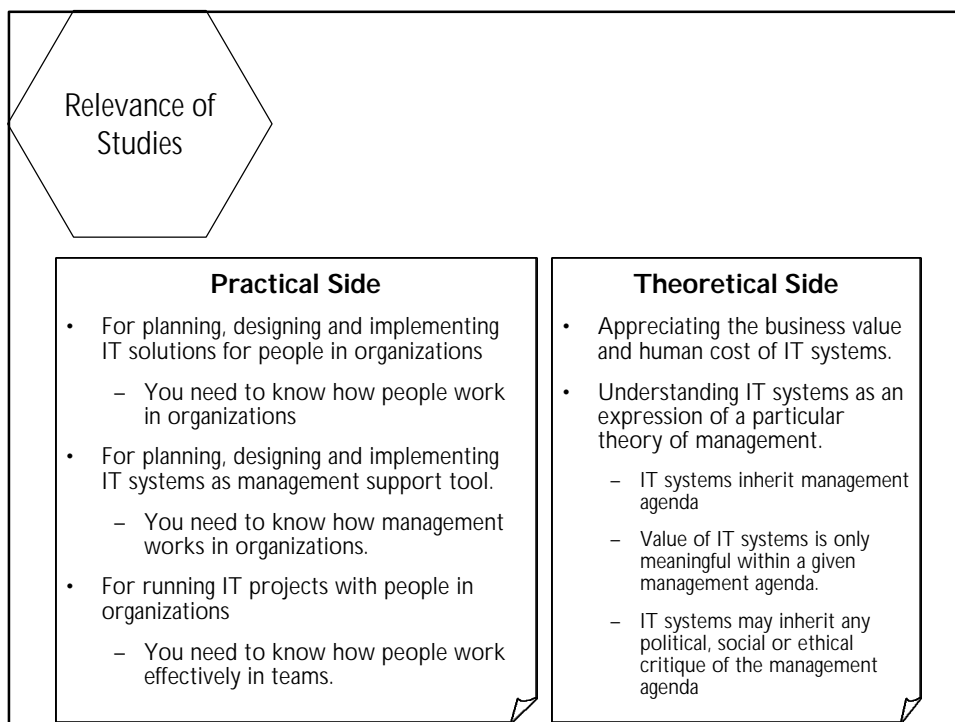 Relevance of
Studies
Practical Side
• For planning, designing and implementing
IT solutions for people in organizations
– You need to know how people work
in organizations
• For planning, designing and implementing
IT systems as management support tool.
– You need to know how management
works in organizations.
• For running IT projects with people in
organizations
– You need to know how people work
effectively in teams.
Theoretical Side
• Appreciating the business value
and human cost of IT systems.
• Understanding IT systems as an
expression of a particular
theory of management.
– IT systems inherit management
agenda
– Value of IT systems is only
meaningful within a given
management agenda.
– IT systems may inherit any
political, social or ethical
critique of the management
agenda